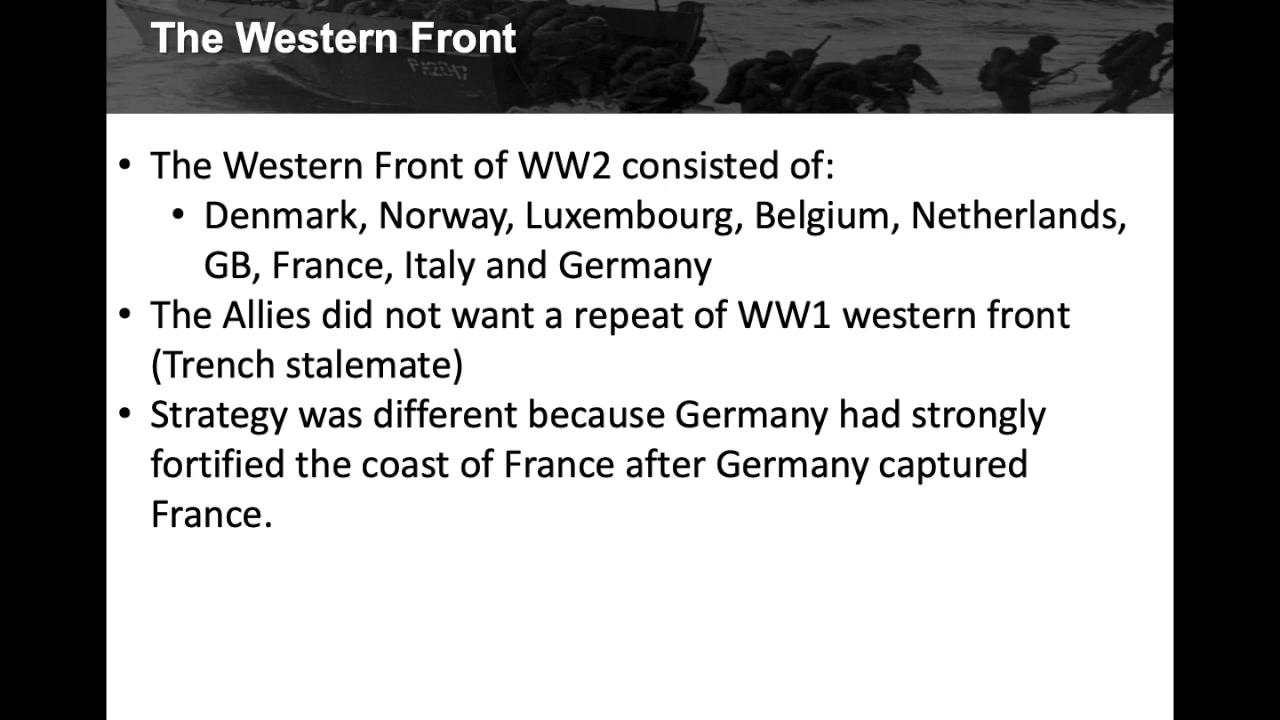 The Western Front
• The Western Front of WW2 consisted of:
• Denmark, Norway, Luxembourg, Belgium, Netherlands,
GB, France, Italy and Germany
• The Allies did not want a repeat of WW1 western front
(Trench stalemate)
• Strategy was different because Germany had strongly
fortified the coast of France after Germany captured
France.